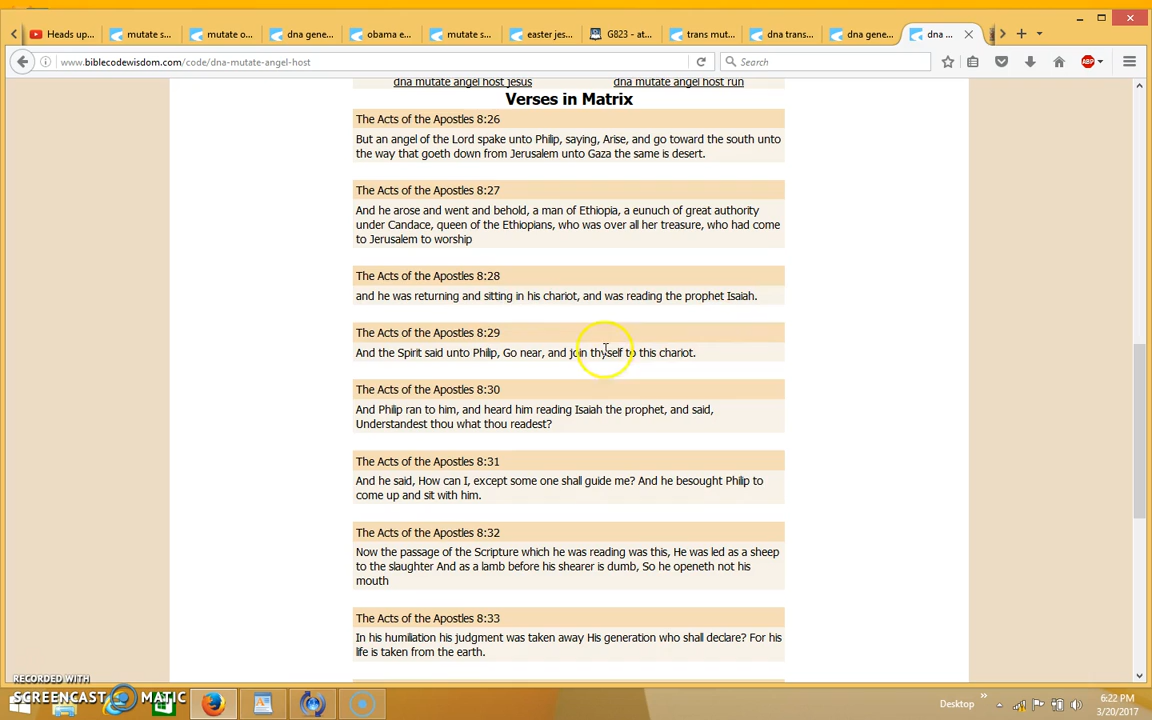 Heads up...
mutate s...
mutate o...
dna gene...
obama e...
mutate s...
easter jes...
G823 - at...
trans mut...
dna trans...
dna gene...
dna ...
www.biblecodewisdom.com/code/dna-mutate-angel-host
Search
ABP
dna mutate angel host jesus
dna mutate angel host run
Verses in Matrix
The Acts of the Apostles 8:26
But an angel of the Lord spake unto Philip, saying, Arise, and go toward the south unto
the way that goeth down from Jerusalem unto Gaza the same is desert.
The Acts of the Apostles 8:27
And he arose and went and behold, a man of Ethiopia, a eunuch of great authority
under Candace, queen of the Ethiopians, who was over all her treasure, who had come
to Jerusalem to worship
The Acts of the Apostles 8:28
and he was returning and sitting in his chariot, and was reading the prophet Isaiah.
The Acts of the Apostles 8:29
And the Spirit said unto Philip, Go near, and join thyself to this chariot.
The Acts of the Apostles 8:30
And Philip ran to him, and heard him reading Isaiah the prophet, and said,
Understandest thou what thou readest?
The Acts of the Apostles 8:31
And he said, How can I, except some one shall guide me? And he besought Philip to
come up and sit with him.
The Acts of the Apostles 8:32
Now the passage of the Scripture which he was reading was this, He was led as a sheep
to the slaughter And as a lamb before his shearer is dumb, So he openeth not his
mouth
The Acts of the Apostles 8:33
In his humiliation his judgment was taken away His generation who shall declare? For his
life is taken from the earth.
RECORDED WITH
SCREENCAST MATIC
Desktop
6:22 PM
3/20/2017